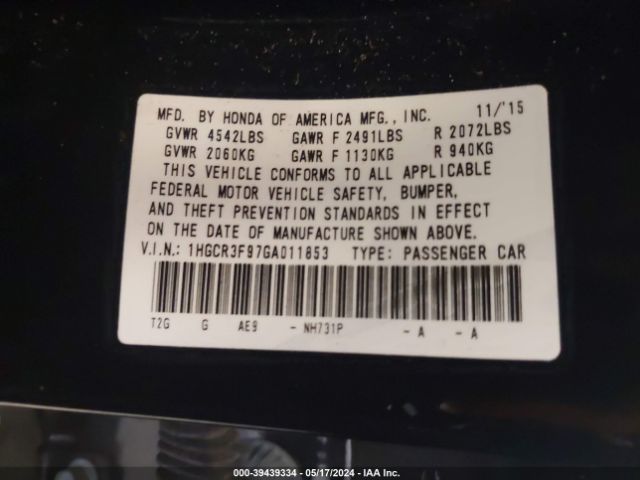 MFD. BY HONDA OF AMERICA MFG., INC. 11/'15
GVWR 4542LBS GAWR F 2491LBS R 2072LBS
GVWR 2060KG GAWR F 1130KG R 940KG
THIS VEHICLE CONFORMS TO ALL APPLICABLE
FEDERAL MOTOR VEHICLE SAFETY, BUMPER,
AND THEFT PREVENTION STANDARDS IN EFFECT
ON THE DATE OF MANUFACTURE SHOWN ABOVE.
V.I.N.: 1HGCR3F97GA011853 TYPE: PASSENGER CAR
T2G G AE9 - NH731P - A - A
000-39439334 - 05/17/2024 - IAA Inc.